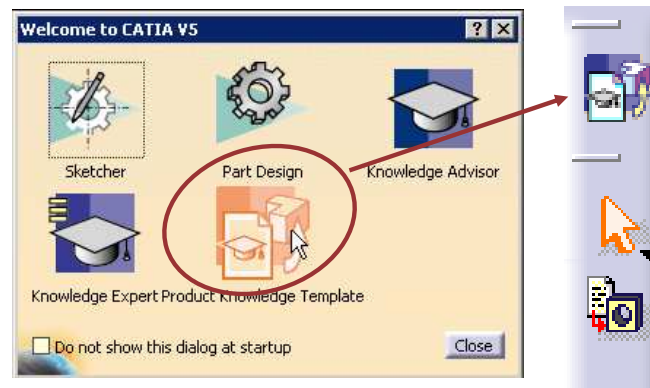 Welcome to CATIA V5
Sketcher Part Design Knowledge Advisor
Knowledge Expert Product Knowledge Template
Do not show this dialog at startup Close